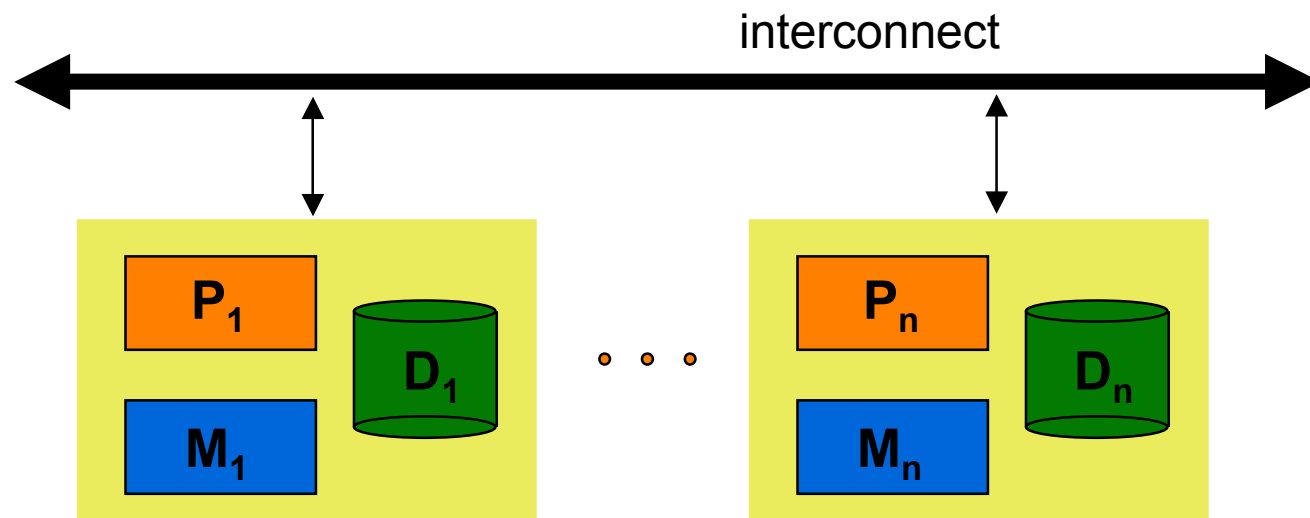 interconnect
P₁
D₁
M₁
Pₙ
Dₙ
Mₙ